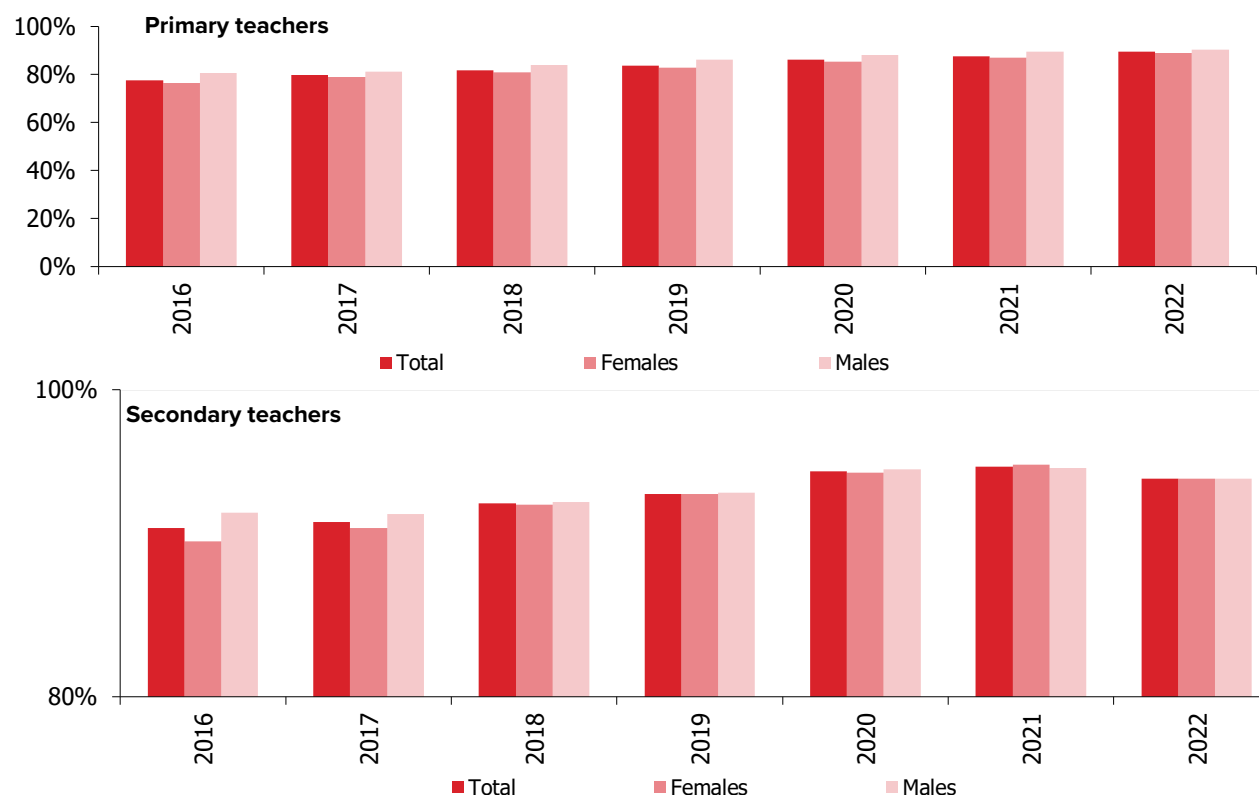 100%
Primary teachers
80%
60%
40%
20%
0%
2016 2017 2018 2019 2020 2021 2022
Total Females Males
100%
Secondary teachers
80%
2016 2017 2018 2019 2020 2021 2022
Total Females Males